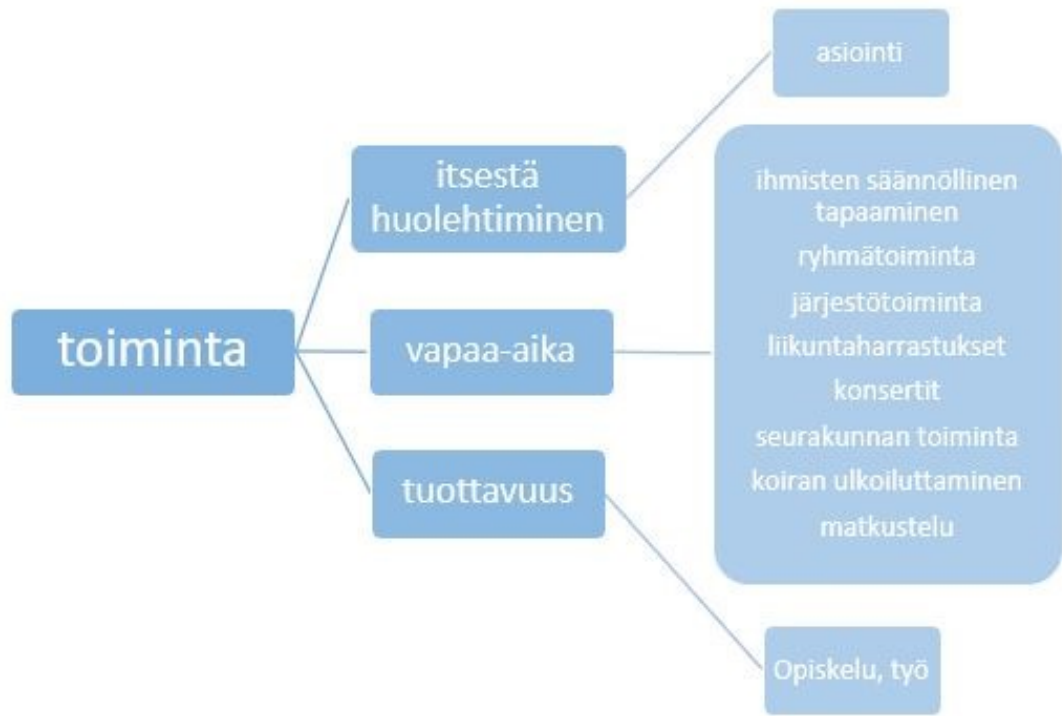 toiminta
itsestä
huolehtiminen
vapaa-aika
tuottavuus
asiointi
ihmisten säännöllinen
tapaaminen
ryhmätoiminta
järjestötoiminta
liikuntaharrastukset
konsertit
seurakunnan toiminta
koiran ulkoiluttaminen
matkustelu
Opiskelu, työ